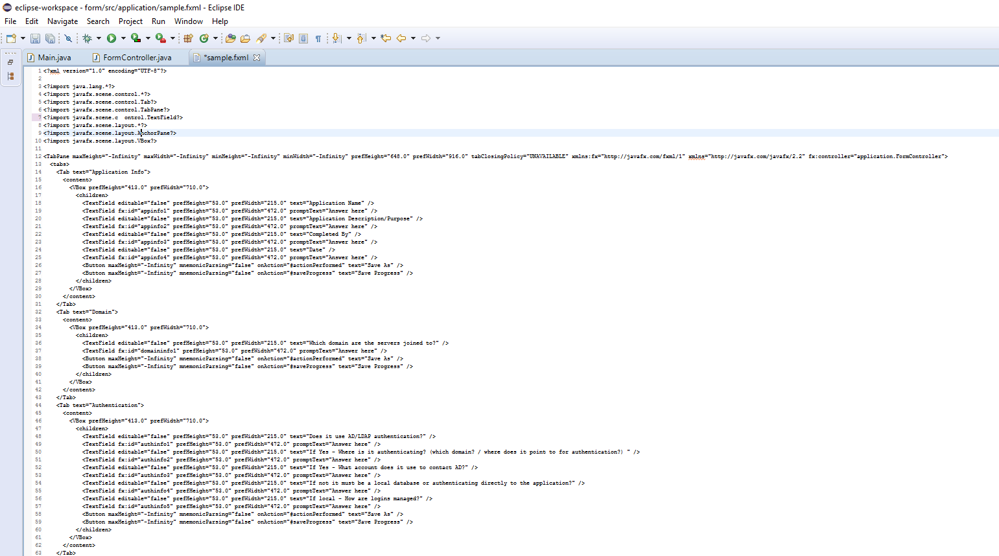 eclipse-workspace - form/src/application/sample.fxml - Eclipse IDE
File Edit Navigate Search Project Run Window Help
Main.java FormController.java *sample.fxml
1 <?xml version="1.0" encoding="UTF-8"?>
2
3 <?import java.lang.*?>
4 <?import javafx.scene.control.*?>
5 <?import javafx.scene.control.Tab?>
6 <?import javafx.scene.control.TabPane?>
7 <?import javafx.scene.c  ontrol.TextField?>
8 <?import javafx.scene.layout.*?>
9 <?import javafx.scene.layout.AnchorPane?>
10 <?import javafx.scene.layout.VBox?>
11
12 <TabPane maxHeight="-Infinity" maxWidth="-Infinity" minHeight="-Infinity" minWidth="-Infinity" prefHeight="648.0" prefWidth="916.0" tabClosingPolicy="UNAVAILABLE" xmlns:fx="http://javafx.com/fxml/1" xmlns="http://javafx.com/javafx/2.2" fx:controller="application.FormController">
13 <tabs>
14 <Tab text="Application Info">
15 <content>
16 <VBox prefHeight="413.0" prefWidth="710.0">
17 <children>
18 <TextField editable="false" prefHeight="53.0" prefWidth="215.0" text="Application Name" />
19 <TextField fx:id="appinfo1" prefHeight="53.0" prefWidth="472.0" promptText="Answer here" />
20 <TextField editable="false" prefHeight="53.0" prefWidth="215.0" text="Application Description/Purpose" />
21 <TextField fx:id="appinfo2" prefHeight="53.0" prefWidth="472.0" promptText="Answer here" />
22 <TextField editable="false" prefHeight="53.0" prefWidth="215.0" text="Completed By" />
23 <TextField fx:id="appinfo3" prefHeight="53.0" prefWidth="472.0" promptText="Answer here" />
24 <TextField editable="false" prefHeight="53.0" prefWidth="215.0" text="Date" />
25 <TextField fx:id="appinfo4" prefHeight="53.0" prefWidth="472.0" promptText="Answer here" />
26 <Button maxHeight="-Infinity" mnemonicParsing="false" onAction="#actionPerformed" text="Save As" />
27 <Button maxHeight="-Infinity" mnemonicParsing="false" onAction="#saveProgress" text="Save Progress" />
28 </children>
29 </VBox>
30 </content>
31 </Tab>
32 <Tab text="Domain">
33 <content>
34 <VBox prefHeight="413.0" prefWidth="710.0">
35 <children>
36 <TextField editable="false" prefHeight="53.0" prefWidth="215.0" text="Which domain are the servers joined to?" />
37 <TextField fx:id="domaininfo1" prefHeight="53.0" prefWidth="472.0" promptText="Answer here" />
38 <Button maxHeight="-Infinity" mnemonicParsing="false" onAction="#actionPerformed" text="Save As" />
39 <Button maxHeight="-Infinity" mnemonicParsing="false" onAction="#saveProgress" text="Save Progress" />
40 </children>
41 </VBox>
42 </content>
43 </Tab>
44 <Tab text="Authentication">
45 <content>
46 <VBox prefHeight="413.0" prefWidth="710.0">
47 <children>
48 <TextField editable="false" prefHeight="53.0" prefWidth="215.0" text="Does it use AD/LDAP authentication?" />
49 <TextField fx:id="authinfo1" prefHeight="53.0" prefWidth="472.0" promptText="Answer here" />
50 <TextField editable="false" prefHeight="53.0" prefWidth="215.0" text="If Yes - Where is it authenticating? (which domain? / where does it point to for authentication?) " />
51 <TextField fx:id="authinfo2" prefHeight="53.0" prefWidth="472.0" promptText="Answer here" />
52 <TextField editable="false" prefHeight="53.0" prefWidth="215.0" text="If Yes - What account does it use to contact AD?" />
53 <TextField fx:id="authinfo3" prefHeight="53.0" prefWidth="472.0" promptText="Answer here" />
54 <TextField editable="false" prefHeight="53.0" prefWidth="215.0" text="If not it must be a local database or authenticating directly to the application?" />
55 <TextField fx:id="authinfo4" prefHeight="53.0" prefWidth="472.0" promptText="Answer here" />
56 <TextField editable="false" prefHeight="53.0" prefWidth="215.0" text="If local - How are logins managed?" />
57 <TextField fx:id="authinfo5" prefHeight="53.0" prefWidth="472.0" promptText="Answer here" />
58 <Button maxHeight="-Infinity" mnemonicParsing="false" onAction="#actionPerformed" text="Save As" />
59 <Button maxHeight="-Infinity" mnemonicParsing="false" onAction="#saveProgress" text="Save Progress" />
60 </children>
61 </VBox>
62 </content>
63 </Tab>